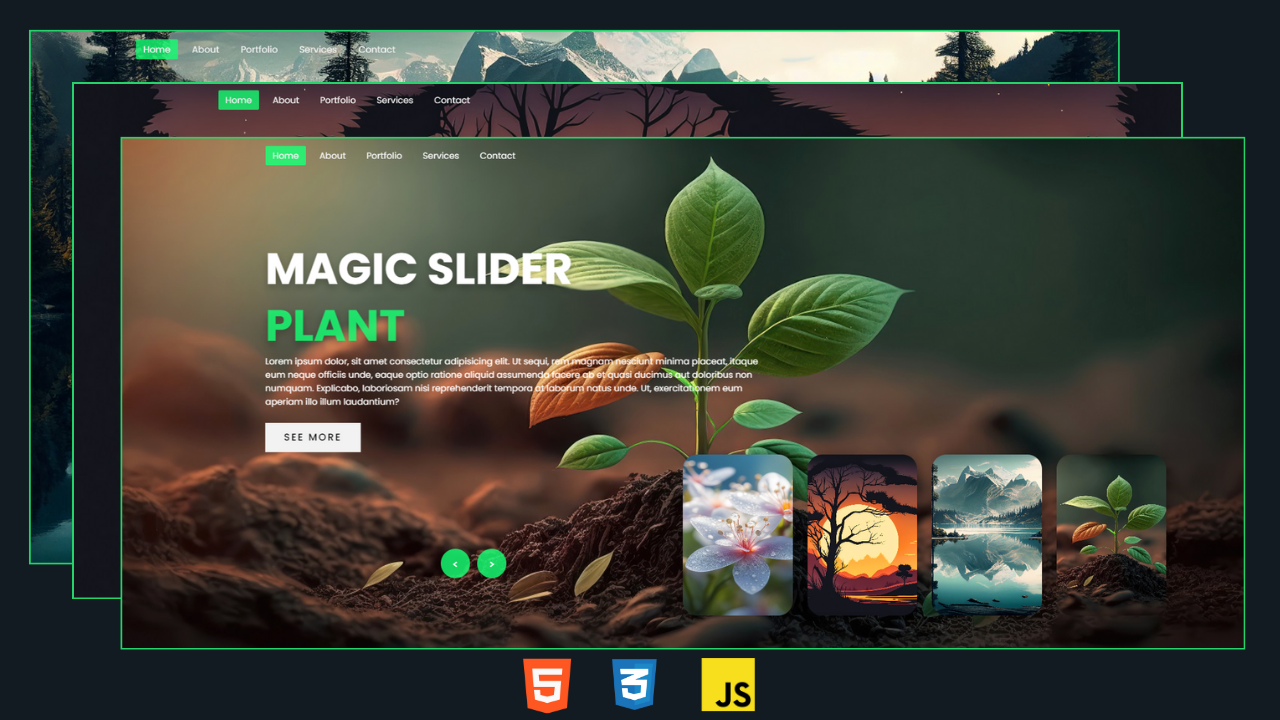 Home About Portfolio Services Contact
Home About Portfolio Services Contact
Home About Portfolio Services Contact
MAGIC SLIDER
PLANT
Lorem ipsum dolor, sit amet consectetur adipisicing elit. Ut sequi, rem magnam nesciunt minima placeat, itaque
eum neque officiis unde, eaque optio ratione aliquid assumenda facere ab et quasi ducimus aut doloribus non
numquam. Explicabo, laboriosam nisi reprehenderit tempora at laborum natus unde. Ut, exercitationem eum
aperiam illo illum laudantium?
SEE MORE
< >
5 3 JS